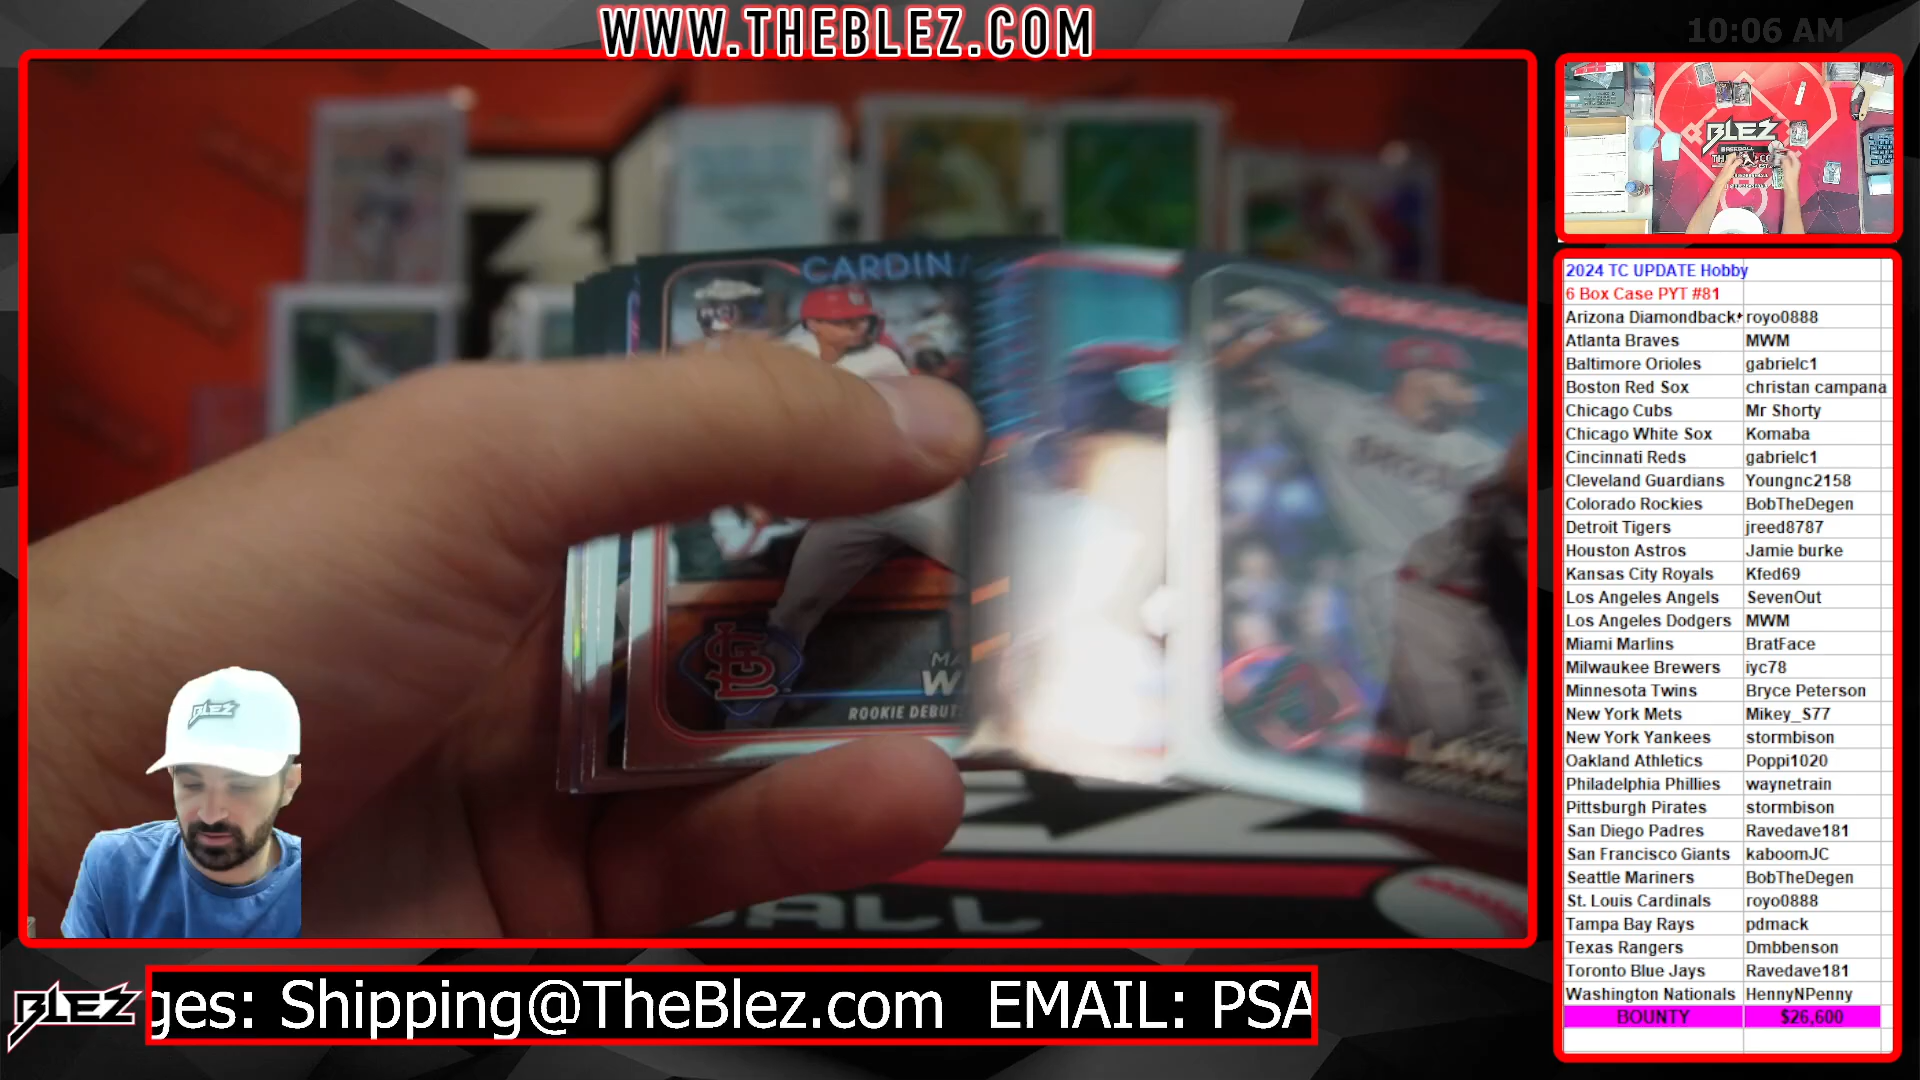 WWW.THEBLEZ.COM
10:06 AM
BLEZ
CARDIN
ROOKIE DEBUT
BLEZ
2024 TC UPDATE Hobby
6 Box Case PYT #81
Arizona Diamondback royo0888
Atlanta Braves MWM
Baltimore Orioles gabrielc1
Boston Red Sox christan campana
Chicago Cubs Mr Shorty
Chicago White Sox Komaba
Cincinnati Reds gabrielc1
Cleveland Guardians Youngnc2158
Colorado Rockies BobTheDegen
Detroit Tigers jreed8787
Houston Astros Jamie burke
Kansas City Royals Kfed69
Los Angeles Angels SevenOut
Los Angeles Dodgers MWM
Miami Marlins BratFace
Milwaukee Brewers iyc78
Minnesota Twins Bryce Peterson
New York Mets Mikey_S77
New York Yankees stormbison
Oakland Athletics Poppi1020
Philadelphia Phillies waynetrain
Pittsburgh Pirates stormbison
San Diego Padres Ravedave181
San Francisco Giants kaboomJC
Seattle Mariners BobTheDegen
St. Louis Cardinals royo0888
Tampa Bay Rays pdmack
Texas Rangers Dmbbenson
Toronto Blue Jays Ravedave181
Washington Nationals HennyNPenny
BOUNTY $26,600
BLEZ
ges: Shipping@TheBlez.com EMAIL: PSA